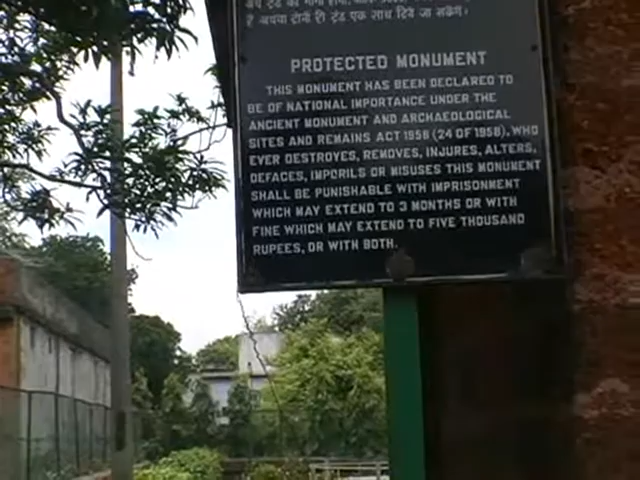 है अथवा दोनों ही दंड एक साथ दिये जा सकेंगे।
PROTECTED MONUMENT
THIS MONUMENT HAS BEEN DECLARED TO
BE OF NATIONAL IMPORTANCE UNDER THE
ANCIENT MONUMENT AND ARCHAEOLOGICAL
SITES AND REMAINS ACT 1958 (24 OF 1958), WHO
EVER DESTROYES, REMOVES, INJURES, ALTERS,
DEFACES, IMPORILS OR MISUSES THIS MONUMENT
SHALL BE PUNISHABLE WITH IMPRISONMENT
WHICH MAY EXTEND TO 3 MONTHS OR WITH
FINE WHICH MAY EXTEND TO FIVE THOUSAND
RUPEES, OR WITH BOTH.